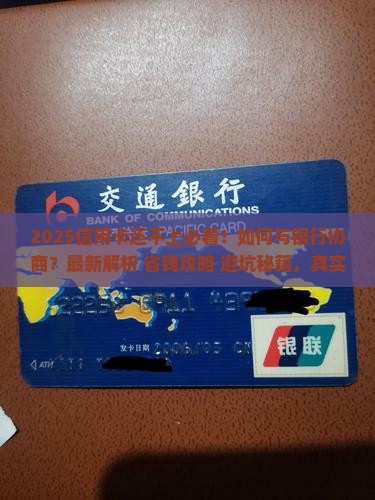 交通銀行
BANK OF COMMUNICATIONS
PACIFIC CARD
2025信用卡还不上必看：如何与银行协
商？最新解析 省钱攻略 避坑秘籍，真实
发卡日期
银联
ATM